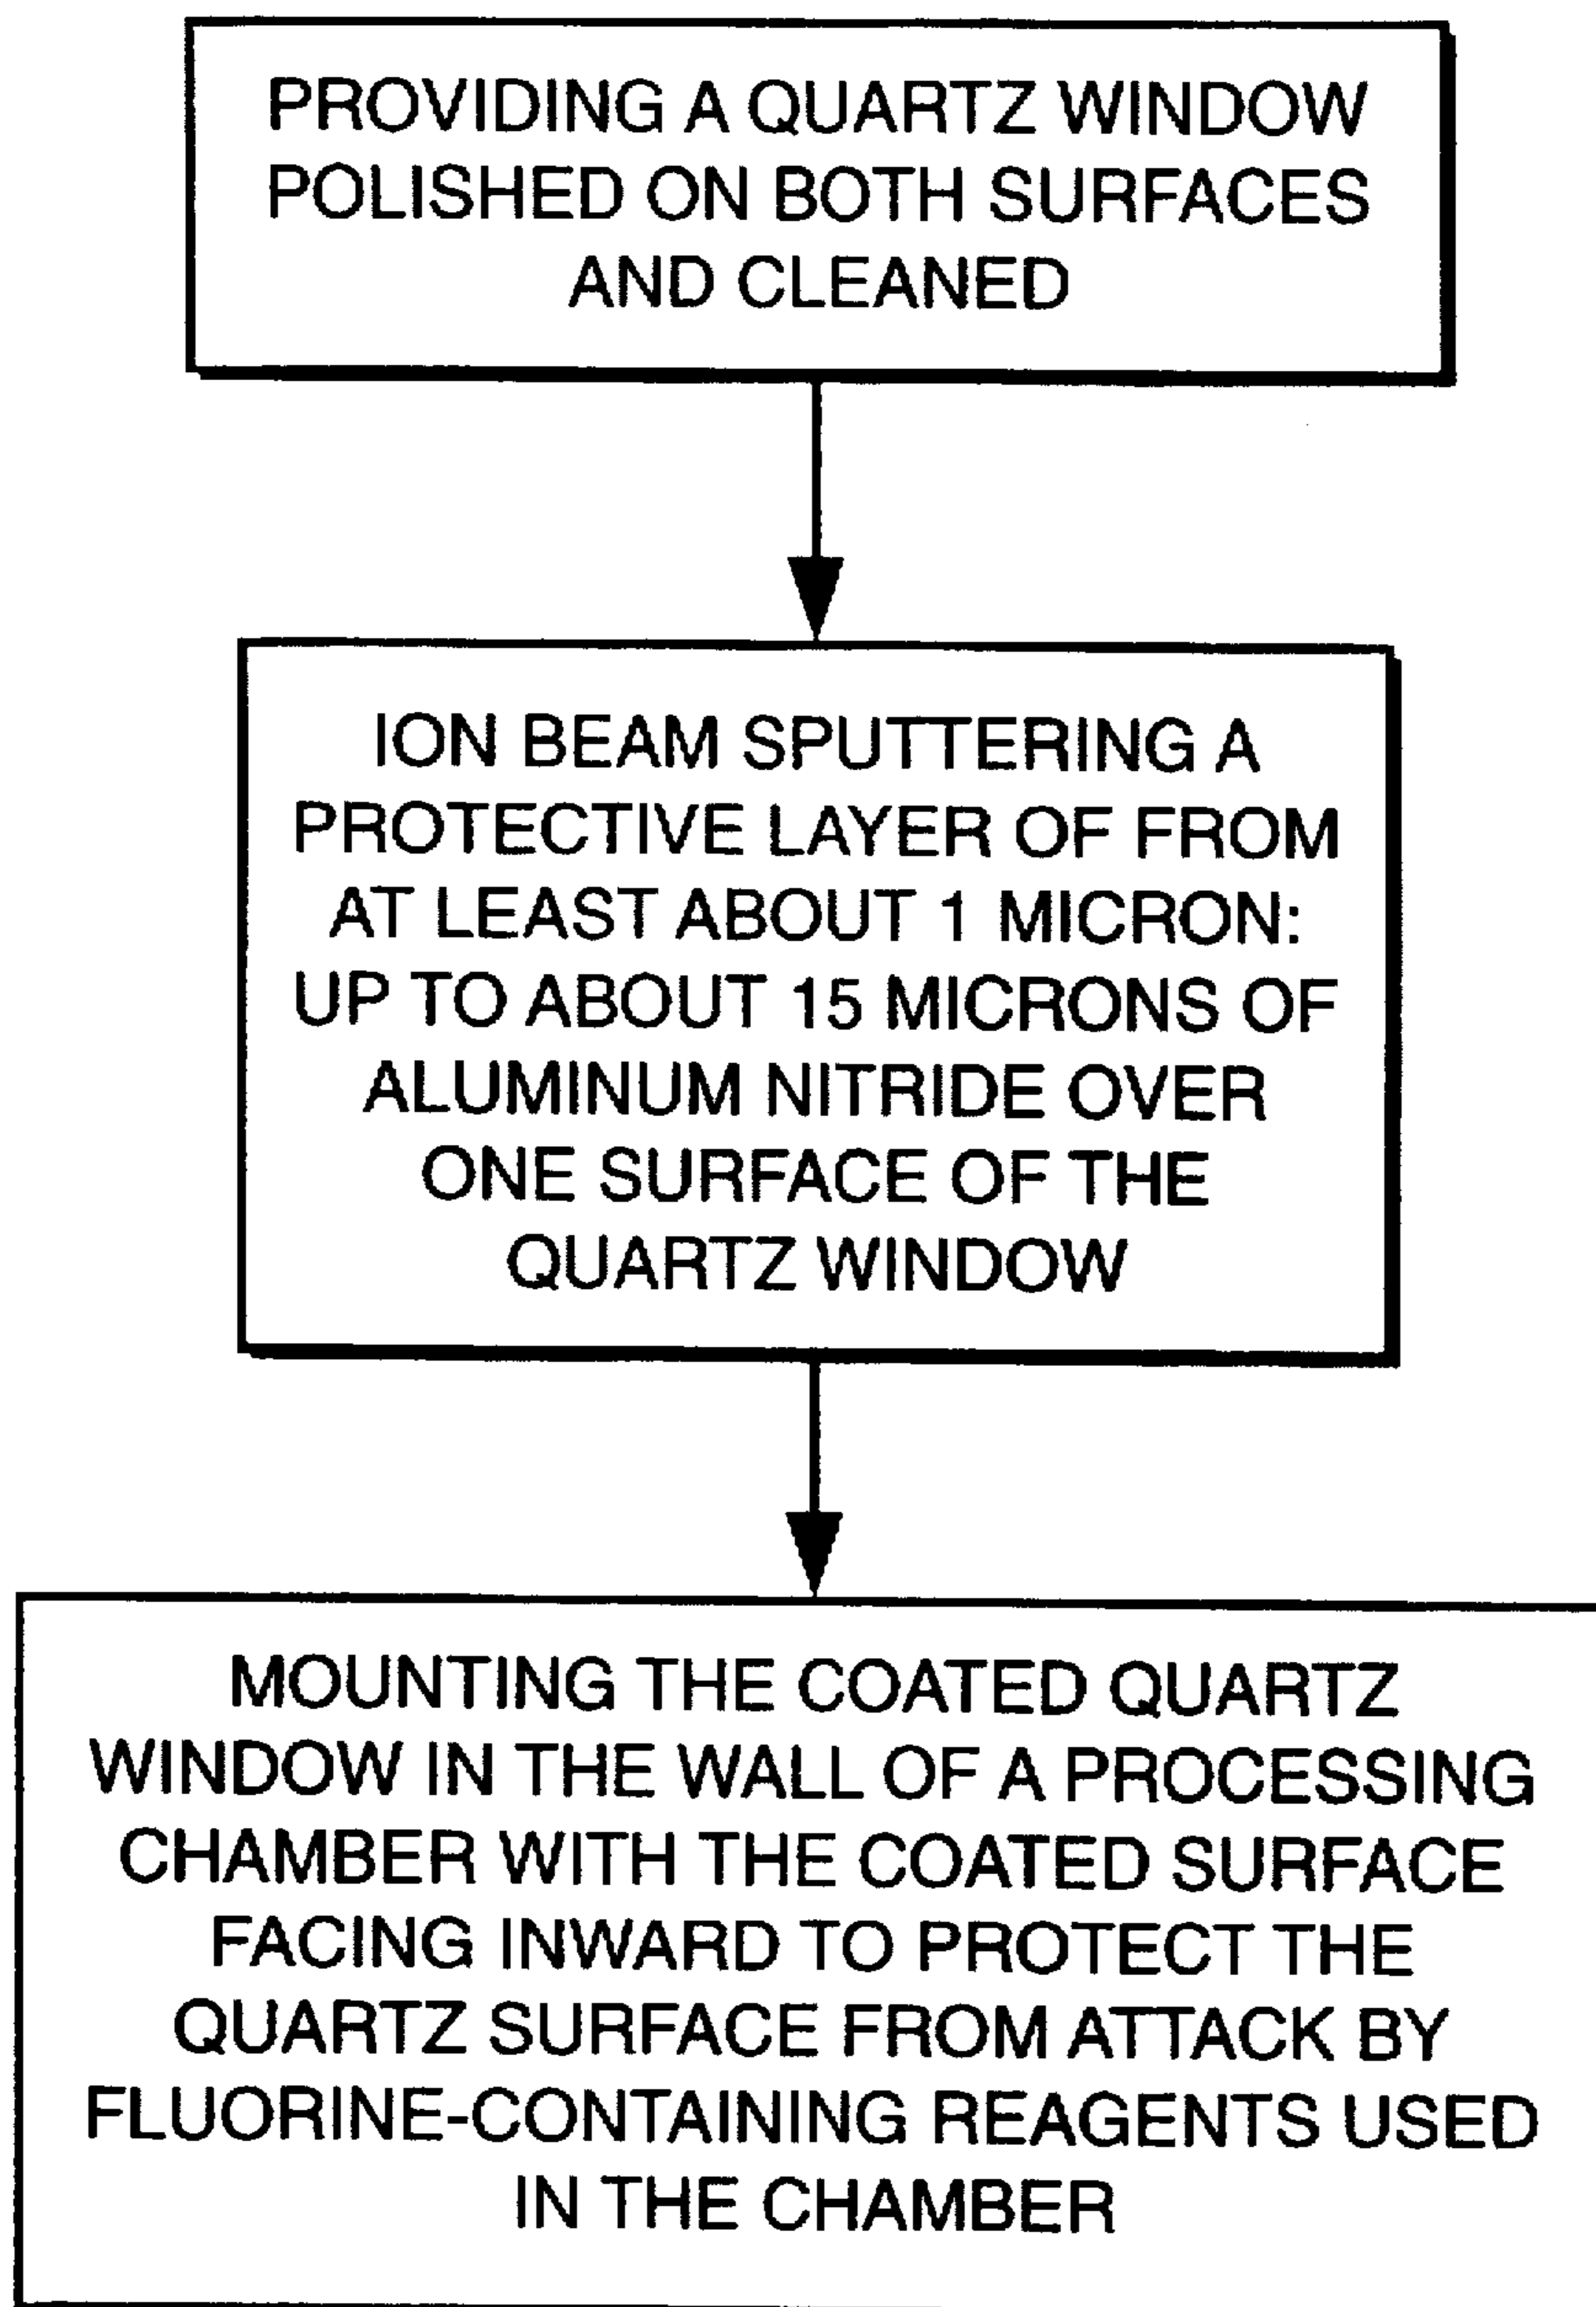 PROVIDING A QUARTZ WINDOW
POLISHED ON BOTH SURFACES
AND CLEANED
ION BEAM SPUTTERING A
PROTECTIVE LAYER OF FROM
AT LEAST ABOUT 1 MICRON:
UP TO ABOUT 15 MICRONS OF
ALUMINUM NITRIDE OVER
ONE SURFACE OF THE
QUARTZ WINDOW
MOUNTING THE COATED QUARTZ
WINDOW IN THE WALL OF A PROCESSING
CHAMBER WITH THE COATED SURFACE
FACING INWARD TO PROTECT THE
QUARTZ SURFACE FROM ATTACK BY
FLUORINE-CONTAINING REAGENTS USED
IN THE CHAMBER